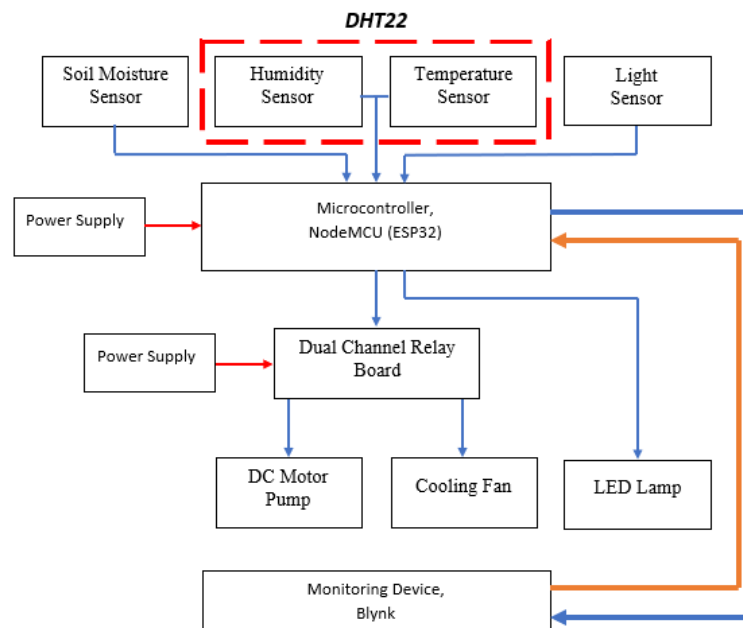 DHT22
Soil Moisture
Sensor
Humidity
Sensor
Temperature
Sensor
Light
Sensor
Power Supply
Microcontroller,
NodeMCU (ESP32)
Power Supply
Dual Channel Relay
Board
DC Motor
Pump
Cooling Fan
LED Lamp
Monitoring Device,
Blynk